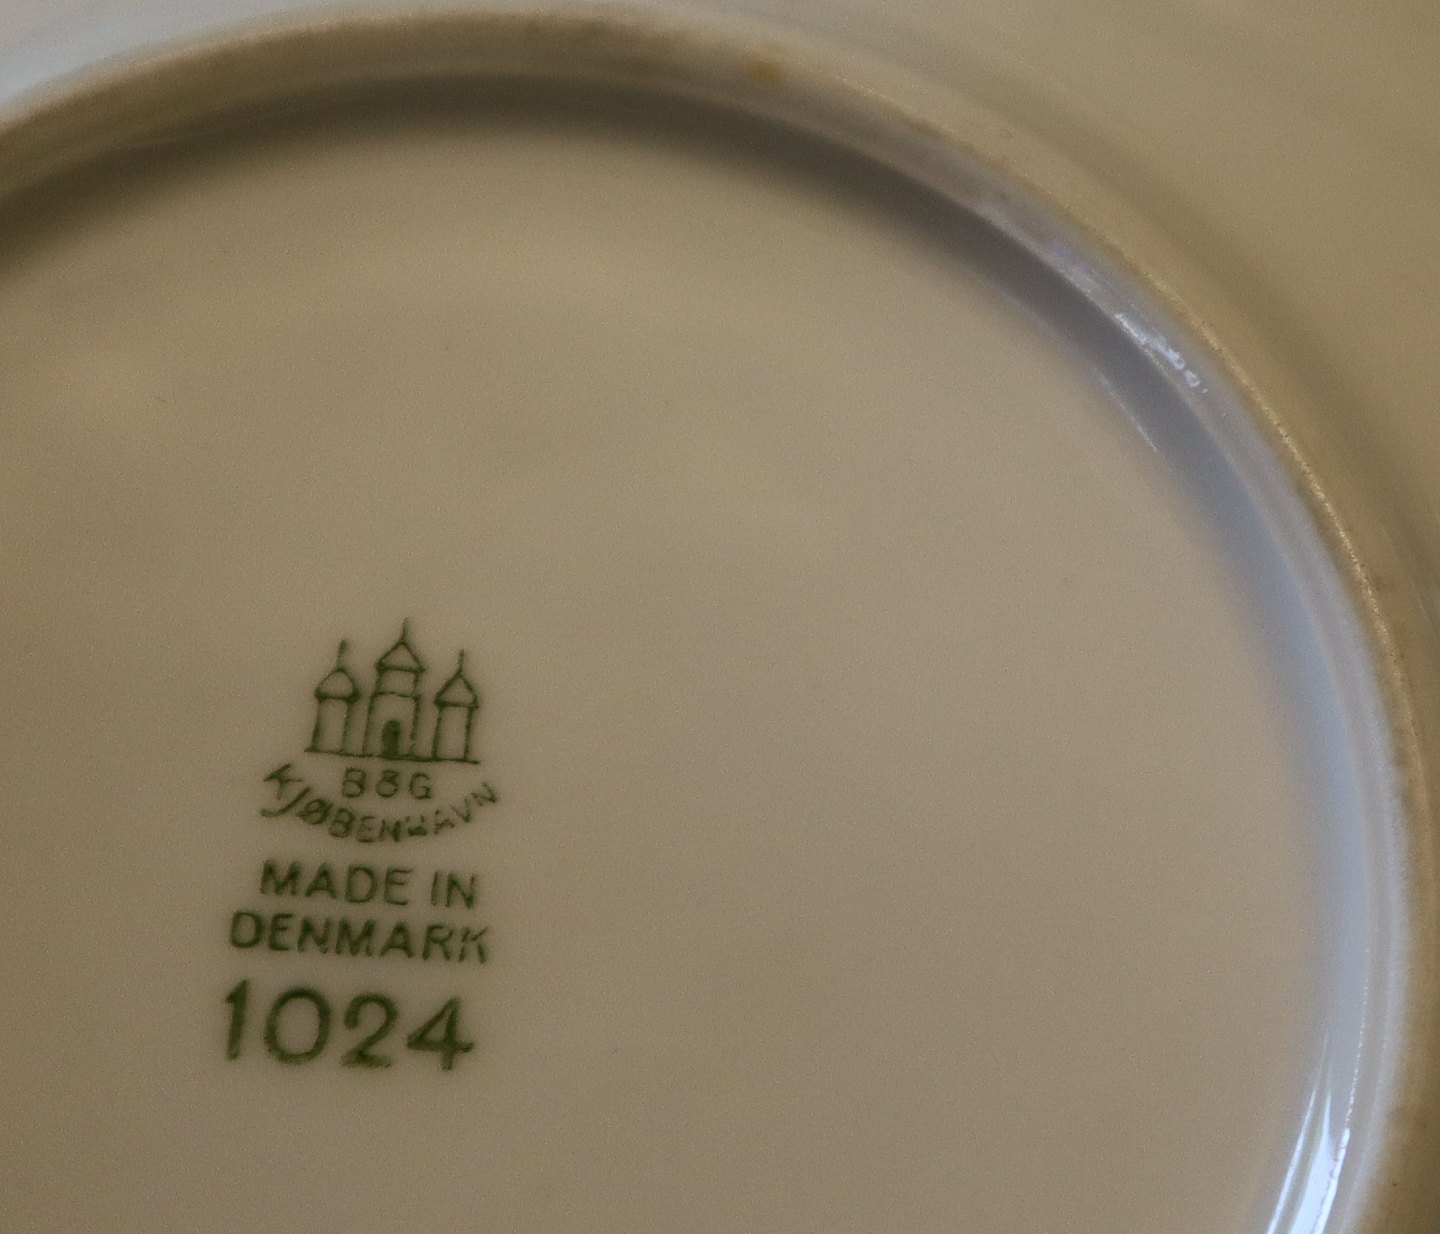 B&G
KJØBENHAVN
MADE IN
DENMARK
1024